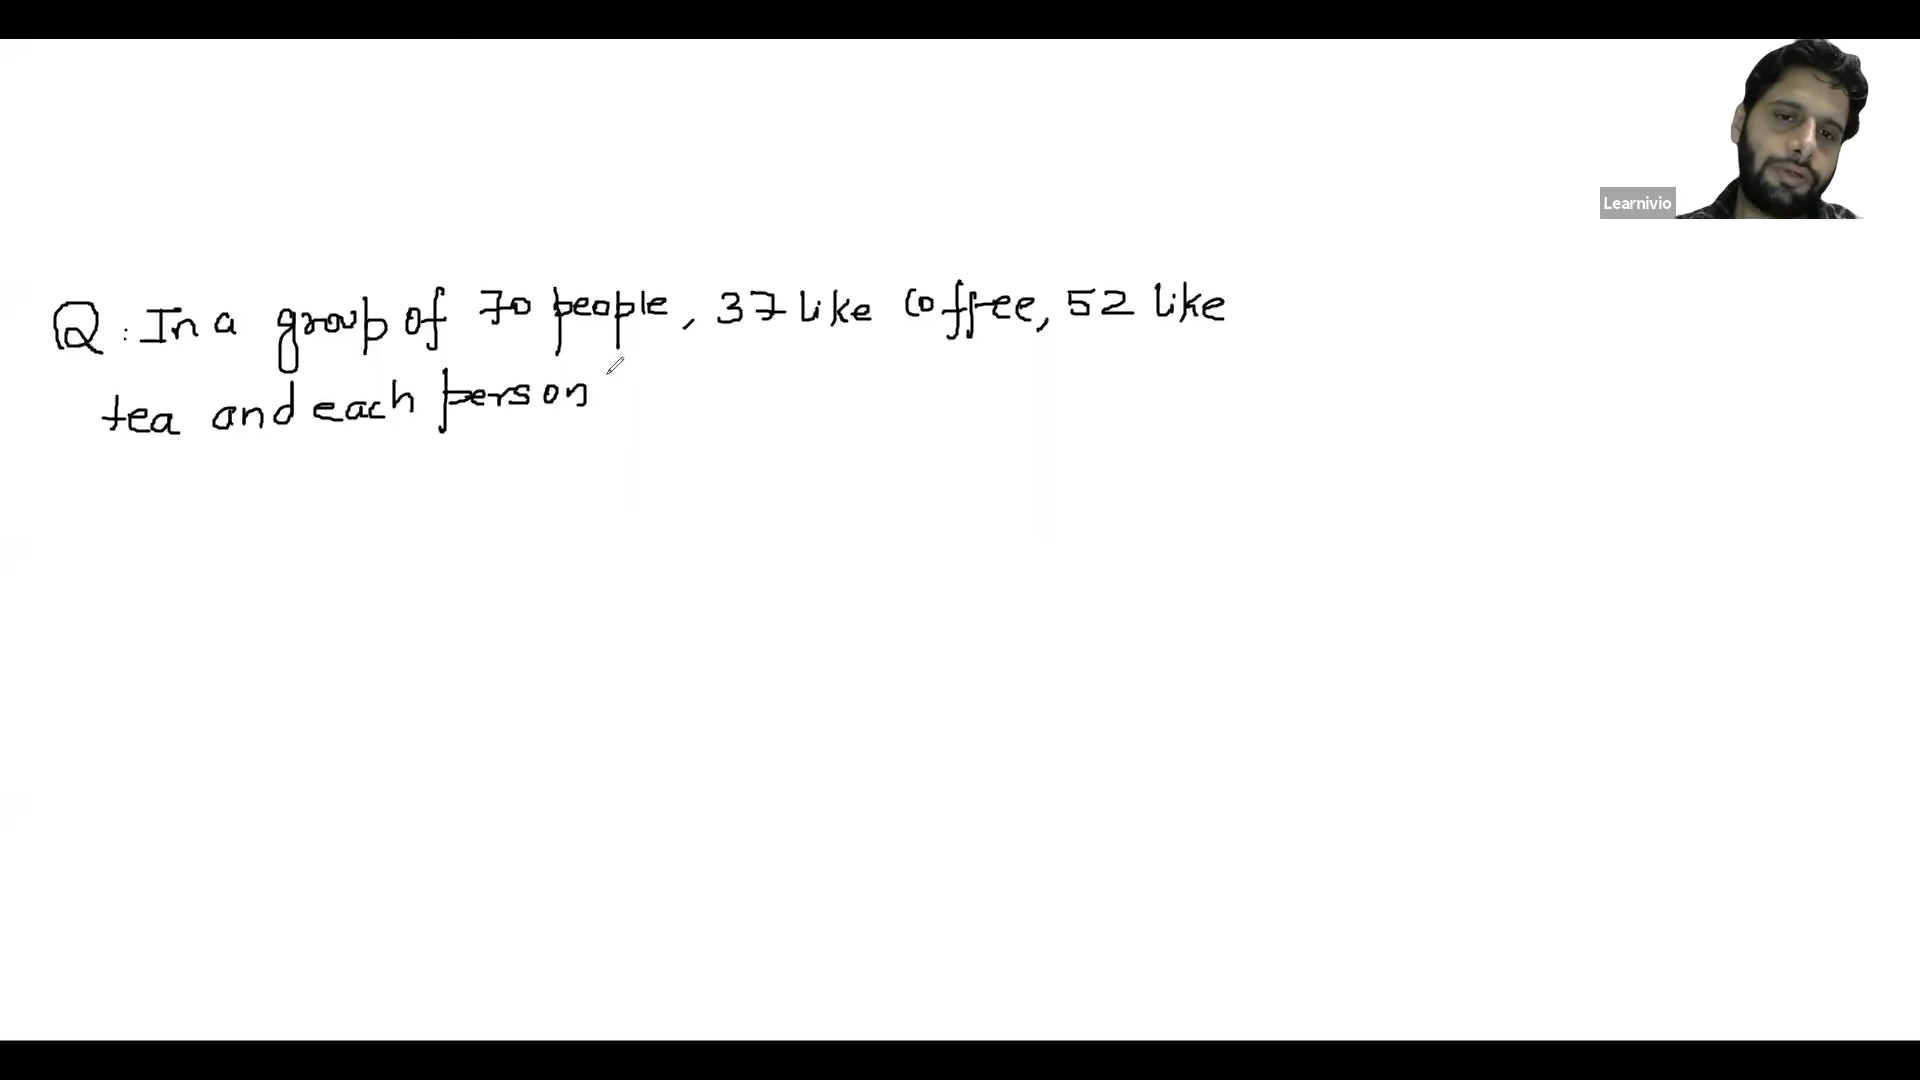 Learnivio
Q: In a group of 70 people, 37 like coffee, 52 like
tea and each person